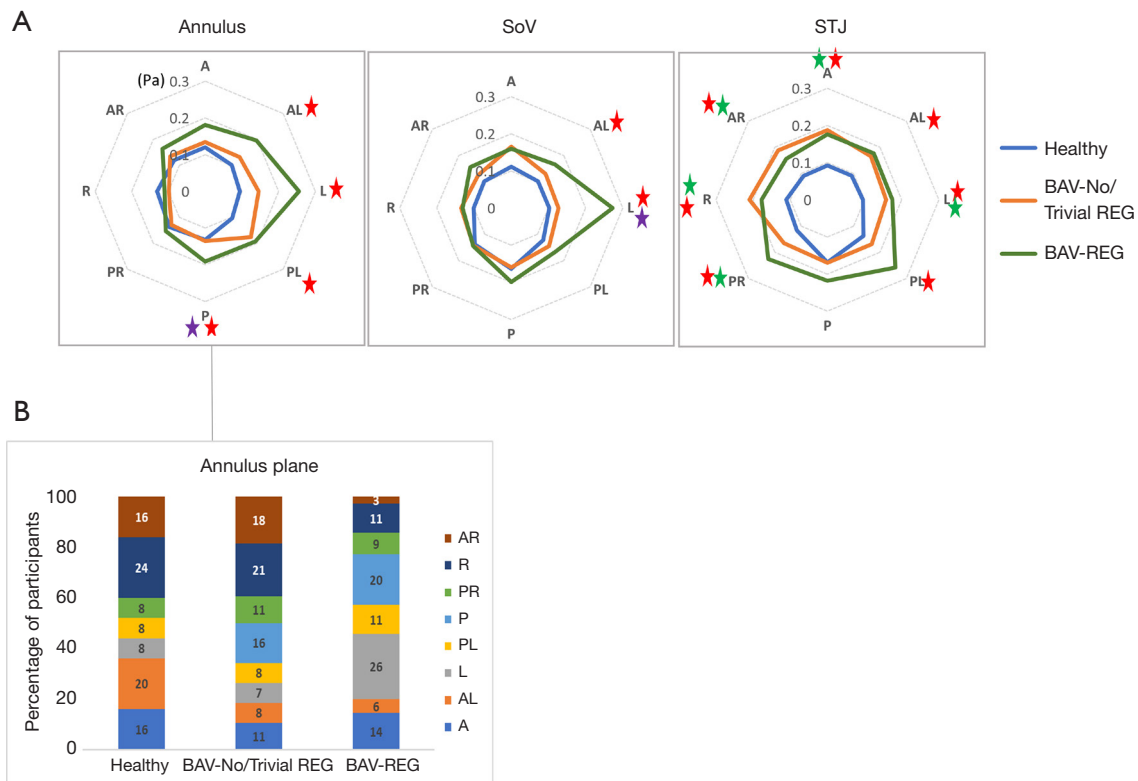 A
Annulus
SoV
STJ
(Pa)
A
0.3
0.2
0.1
0
AR
AL
R
L
PR
PL
P
A
0.3
0.2
0.1
0
AR
AL
R
L
PR
PL
P
A
0.3
0.2
0.1
0
AR
AL
R
L
PR
PL
P
Healthy
BAV-No/
Trivial REG
BAV-REG
B
Annulus plane
Percentage of participants
100
80
60
40
20
0
16
24
8
8
8
20
16
18
21
11
16
8
7
8
11
3
11
9
20
11
26
6
14
Healthy
BAV-No/Trivial REG
BAV-REG
AR
R
PR
P
PL
L
AL
A